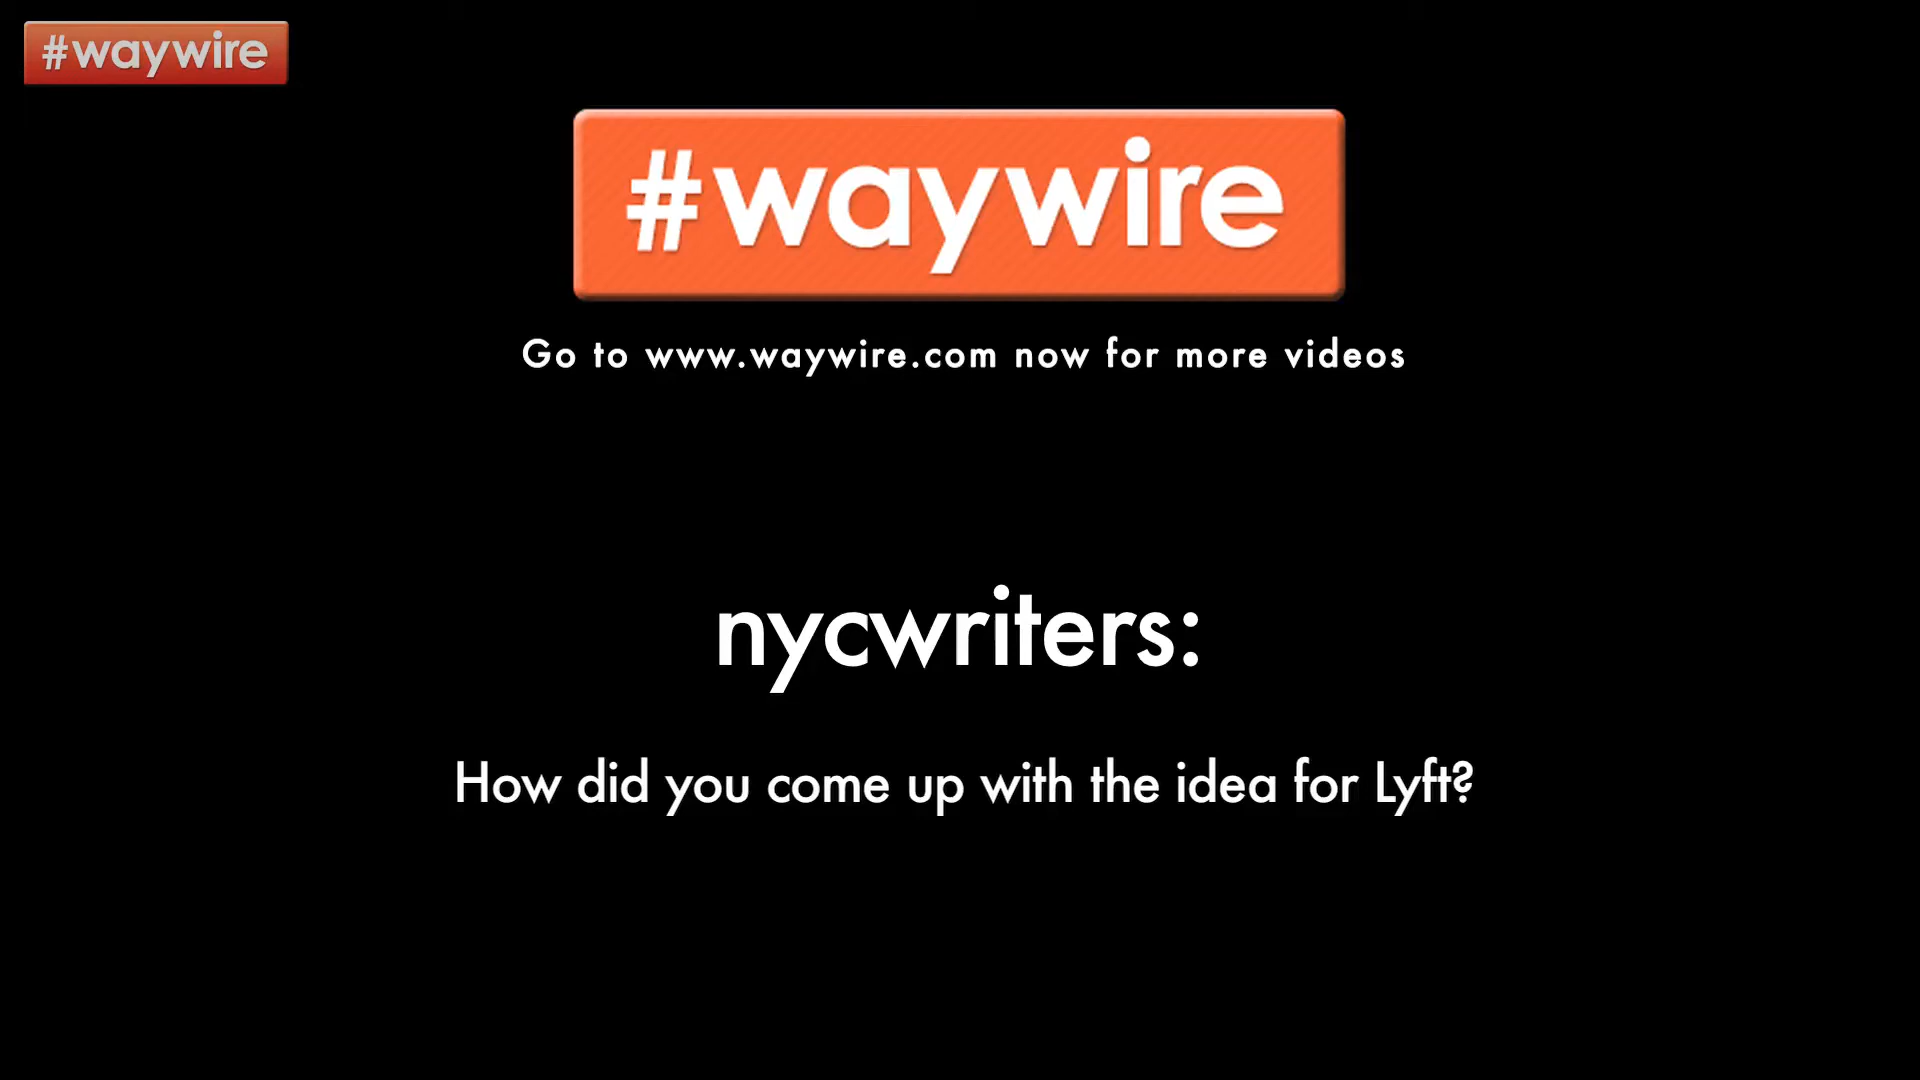 #waywire
#waywire
Go to www.waywire.com now for more videos
nycwriters:
How did you come up with the idea for Lyft?